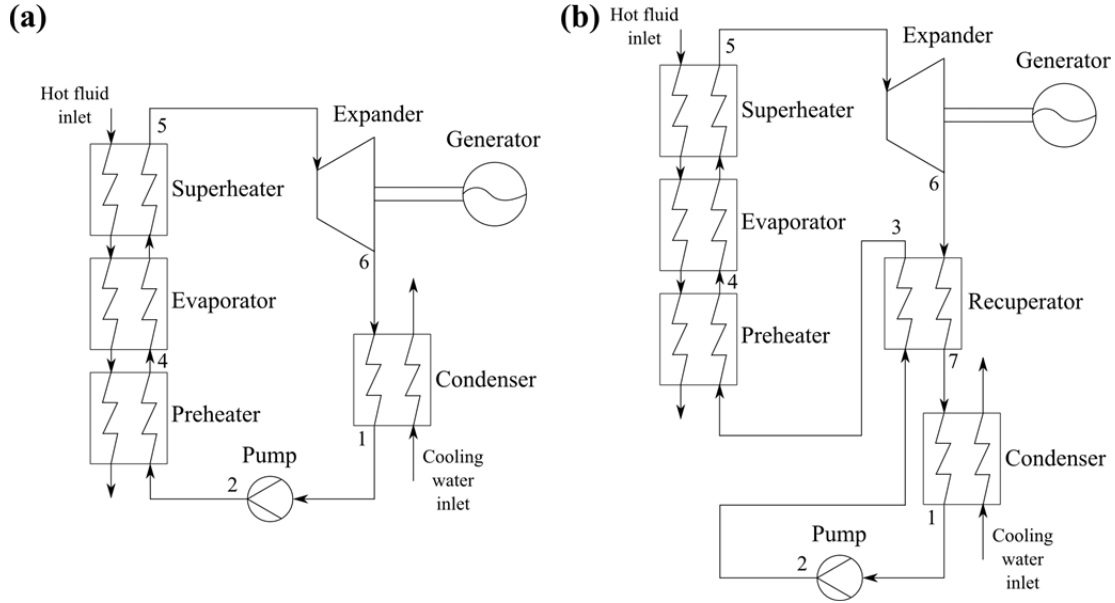 (a)
Hot fluid
inlet
5
Expander
Generator
Superheater
6
Evaporator
4
Condenser
Preheater
1
Pump
2
Cooling
water
inlet
(b)
Hot fluid
inlet
5
Expander
Generator
Superheater
6
3
Evaporator
4
Recuperator
Preheater
7
Condenser
1
Pump
2
Cooling
water
inlet